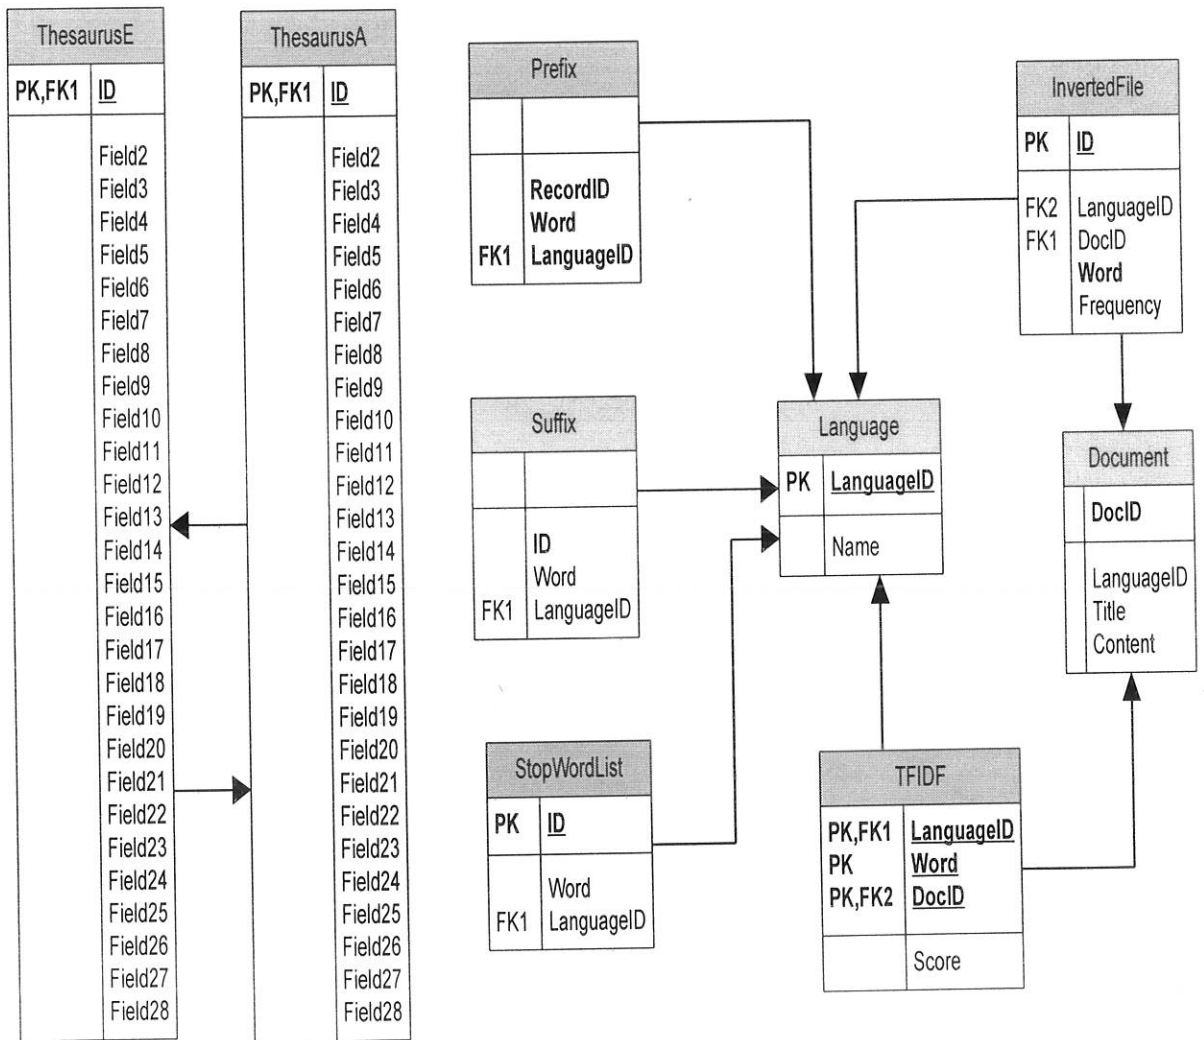 ThesaurusE
PK,FK1 ID
Field2
Field3
Field4
Field5
Field6
Field7
Field8
Field9
Field10
Field11
Field12
Field13
Field14
Field15
Field16
Field17
Field18
Field19
Field20
Field21
Field22
Field23
Field24
Field25
Field26
Field27
Field28
ThesaurusA
PK,FK1 ID
Field2
Field3
Field4
Field5
Field6
Field7
Field8
Field9
Field10
Field11
Field12
Field13
Field14
Field15
Field16
Field17
Field18
Field19
Field20
Field21
Field22
Field23
Field24
Field25
Field26
Field27
Field28
Prefix
RecordID
Word
FK1 LanguageID
Suffix
ID
Word
FK1 LanguageID
StopWordList
PK ID
Word
FK1 LanguageID
Language
PK LanguageID
Name
InvertedFile
PK ID
FK2 LanguageID
FK1 DocID
Word
Frequency
Document
DocID
LanguageID
Title
Content
TFIDF
PK,FK1 LanguageID
PK Word
PK,FK2 DocID
Score